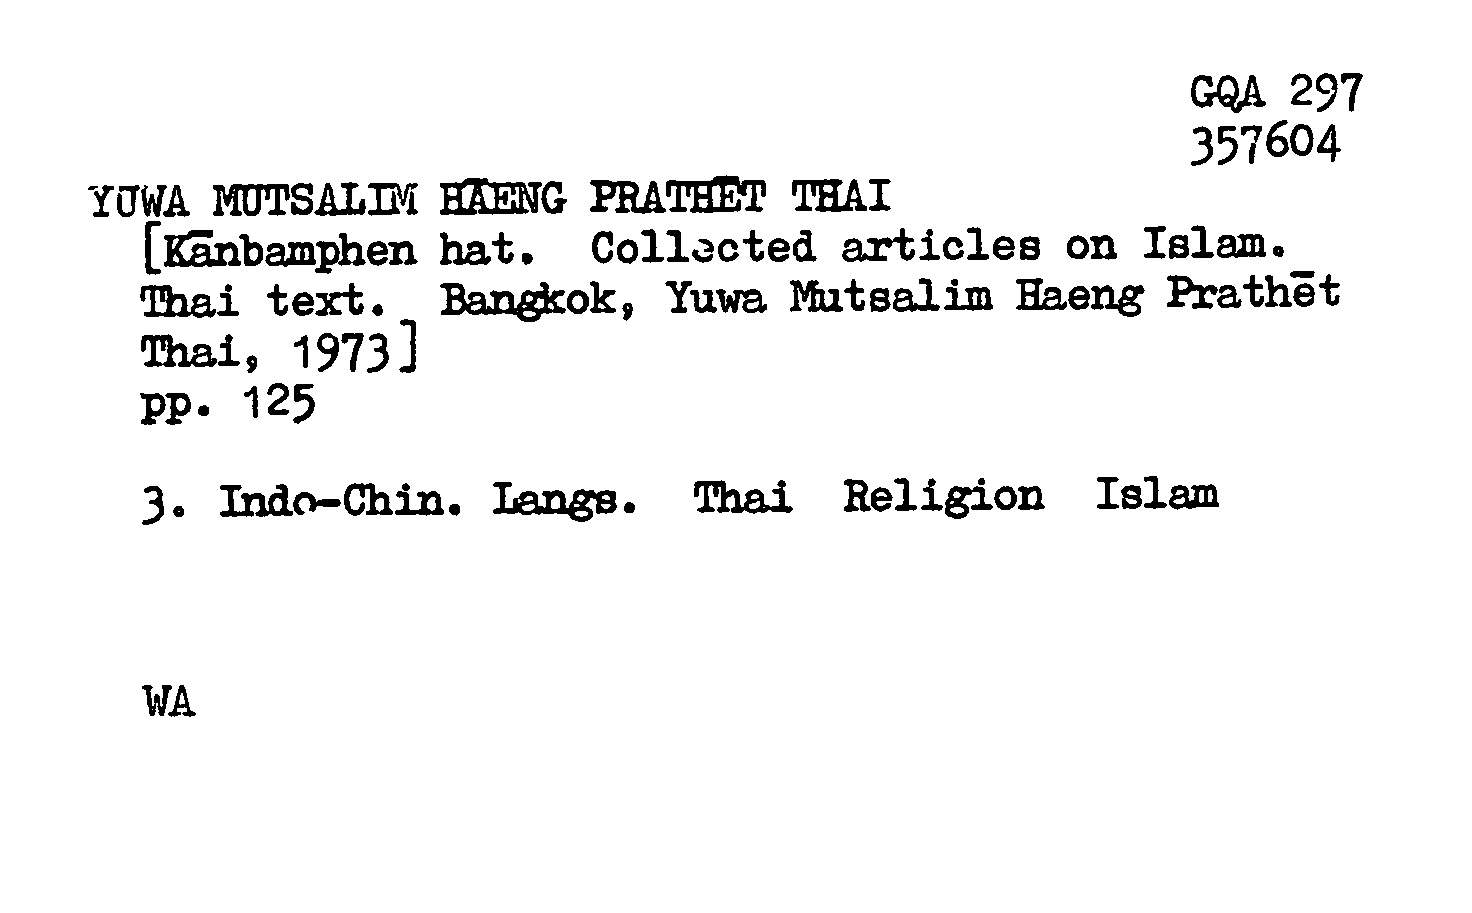 GQA 297
357604
YUWA MUTSALIM HAENG PRATHĒT THAI
[Kānbamphen hat. Collected articles on Islam.
Thai text. Bangkok, Yuwa Mutsalim Haeng Prathēt
Thai, 1973]
pp. 125
3. Indo-Chin. Langs. Thai Religion Islam
WA